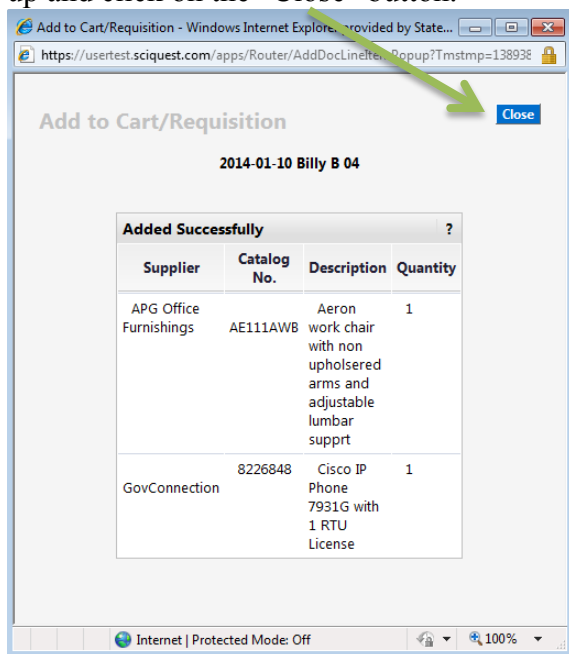 up and click on the "Close" button.
Add to Cart/Requisition - Windows Internet Explorer provided by State...
https://usertest.sciquest.com/apps/Router/AddDocLineItemPopup?Tmstmp=138938
Close
Add to Cart/Requisition
2014-01-10 Billy B 04
Added Successfully ?
Supplier Catalog No. Description Quantity
APG Office Furnishings AE111AWB Aeron 1
work chair
with non
upholsered
arms and
adjustable
lumbar
supprt
GovConnection 8226848 Cisco IP 1
Phone
7931G with
1 RTU
License
Internet | Protected Mode: Off 100%